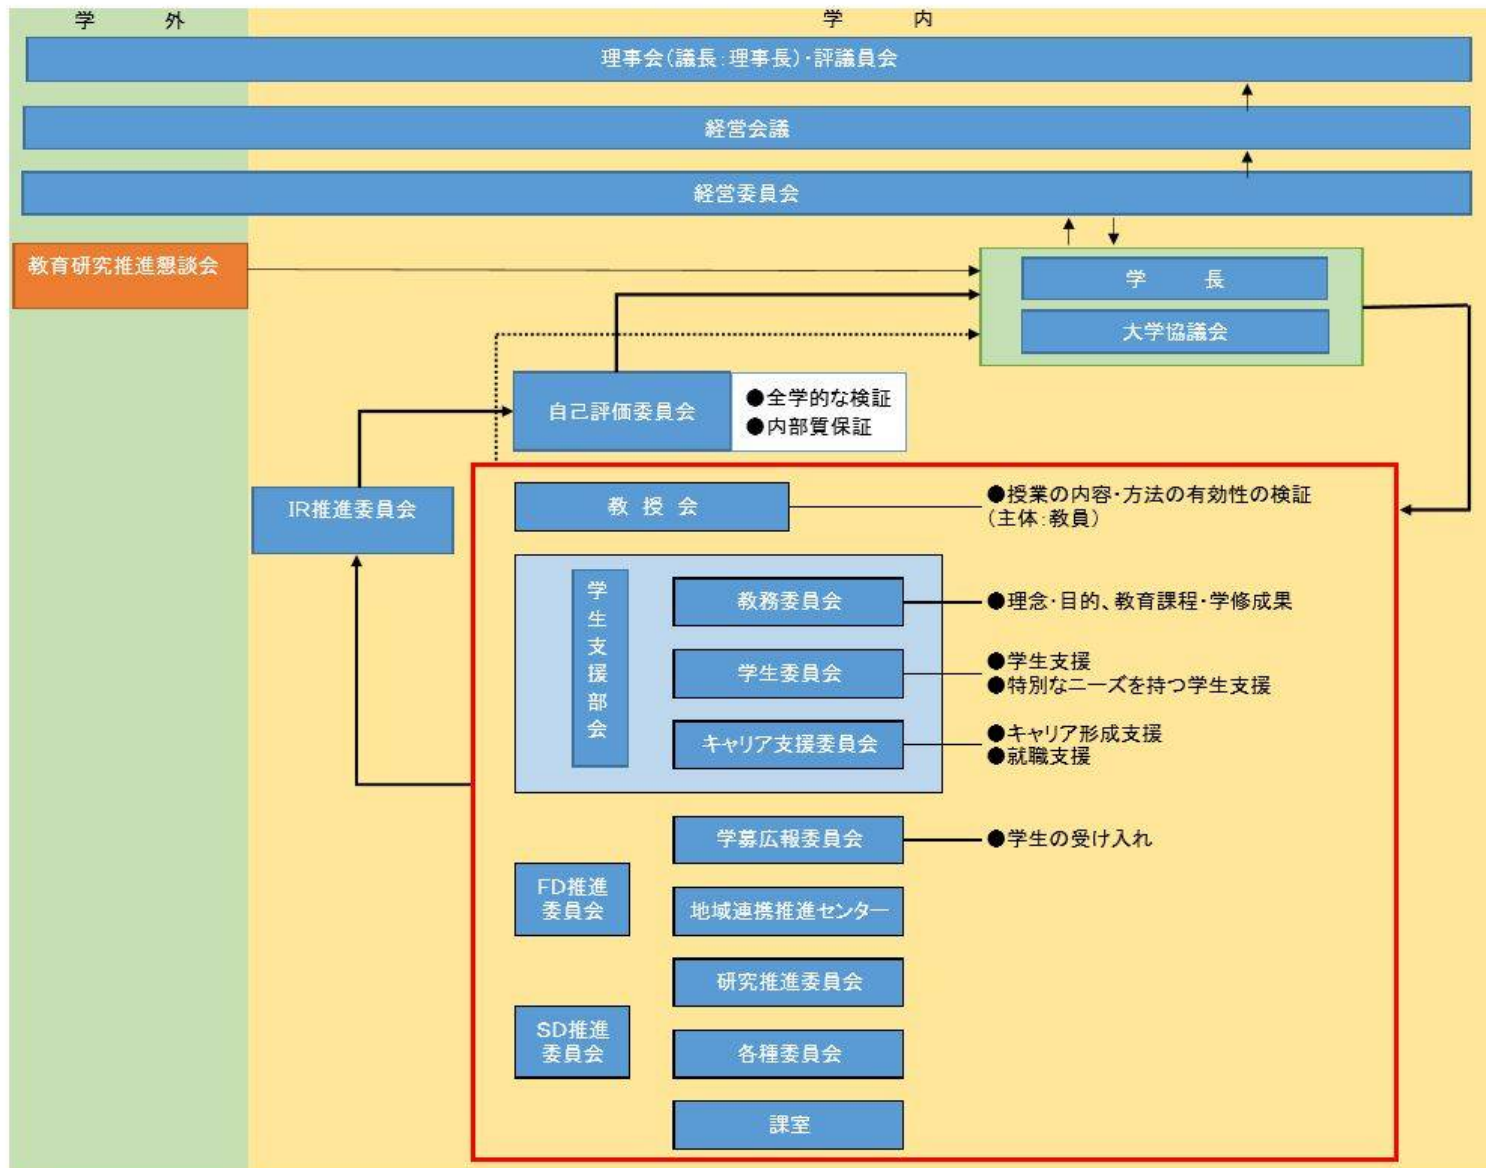 学　外
学　内
理事会(議長:理事長)・評議員会
経営会議
経営委員会
教育研究推進懇談会
学　長
大学協議会
自己評価委員会
●全学的な検証
●内部質保証
IR推進委員会
教 授 会
●授業の内容・方法の有効性の検証
(主体:教員)
学生支援部会
教務委員会
●理念・目的、教育課程・学修成果
学生委員会
●学生支援
●特別なニーズを持つ学生支援
キャリア支援委員会
●キャリア形成支援
●就職支援
学募広報委員会
●学生の受け入れ
FD推進
委員会
地域連携推進センター
研究推進委員会
SD推進
委員会
各種委員会
課室